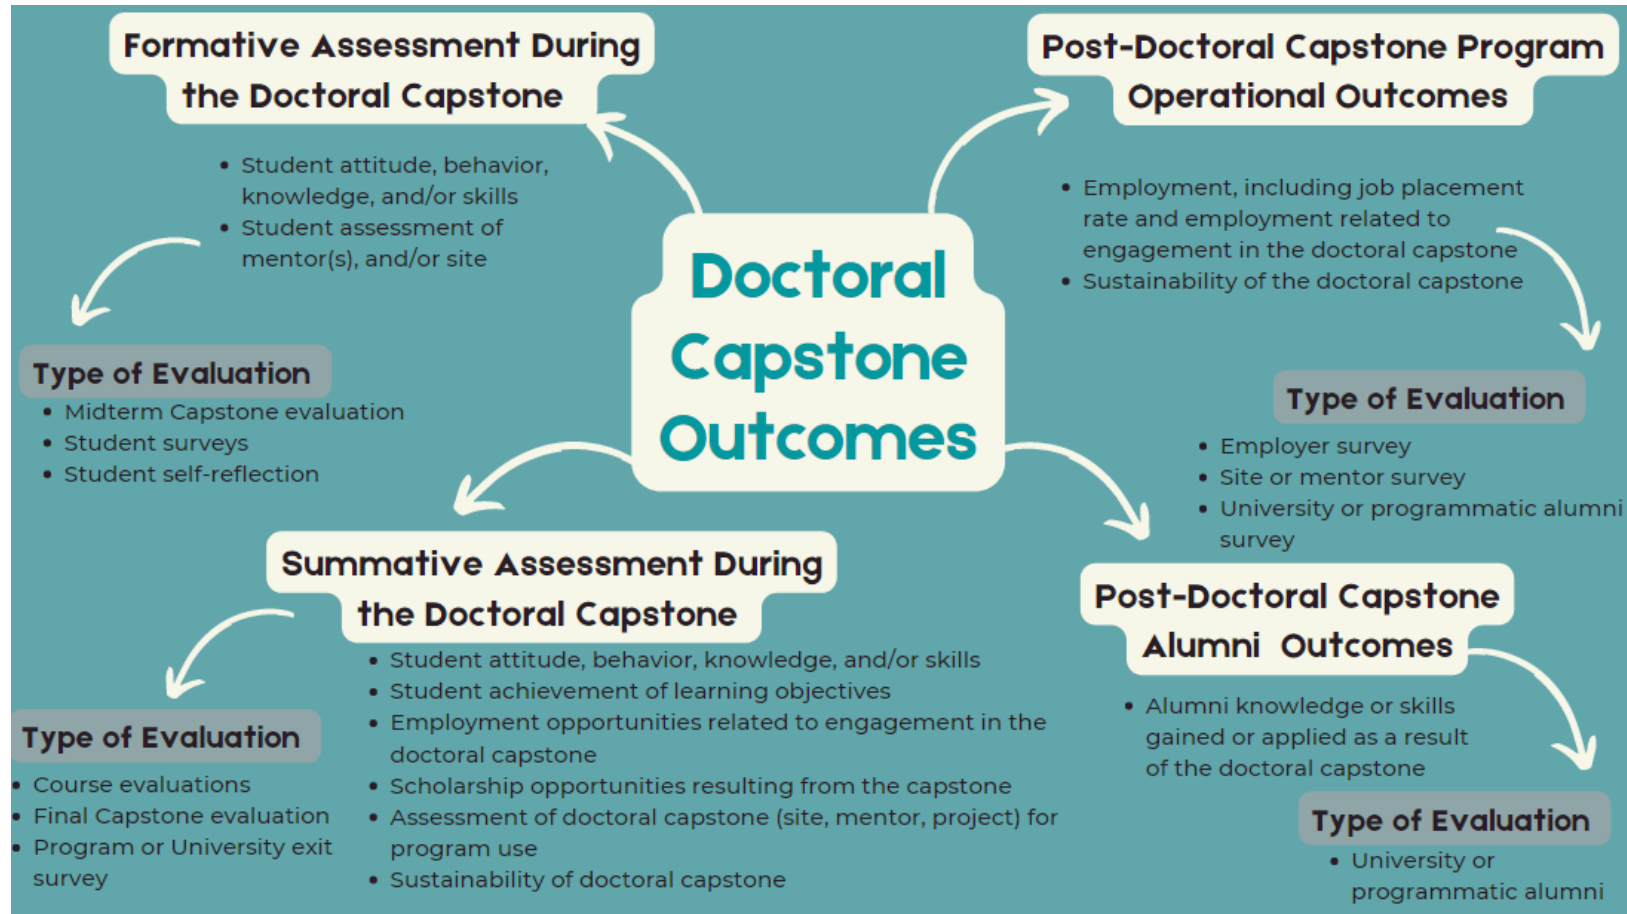 Formative Assessment During
the Doctoral Capstone
• Student attitude, behavior,
knowledge, and/or skills
• Student assessment of
mentor(s), and/or site
Type of Evaluation
• Midterm Capstone evaluation
• Student surveys
• Student self-reflection
Post-Doctoral Capstone Program
Operational Outcomes
• Employment, including job placement
rate and employment related to
engagement in the doctoral capstone
• Sustainability of the doctoral capstone
Type of Evaluation
• Employer survey
• Site or mentor survey
• University or programmatic alumni
survey
Doctoral
Capstone
Outcomes
Summative Assessment During
the Doctoral Capstone
• Student attitude, behavior, knowledge, and/or skills
• Student achievement of learning objectives
• Employment opportunities related to engagement in the
doctoral capstone
• Scholarship opportunities resulting from the capstone
• Assessment of doctoral capstone (site, mentor, project) for
program use
• Sustainability of doctoral capstone
Type of Evaluation
• Course evaluations
• Final Capstone evaluation
• Program or University exit
survey
Post-Doctoral Capstone
Alumni Outcomes
• Alumni knowledge or skills
gained or applied as a result
of the doctoral capstone
Type of Evaluation
• University or
programmatic alumni